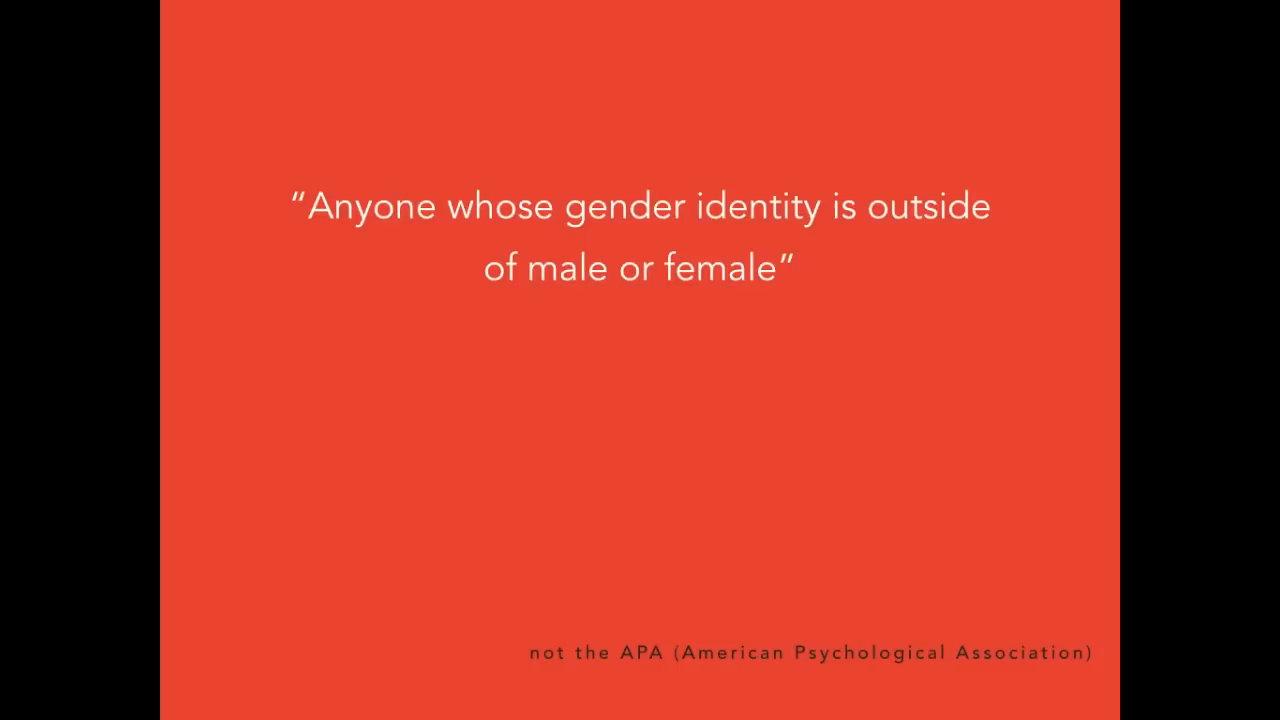 “Anyone whose gender identity is outside
of male or female”
not the APA (American Psychological Association)